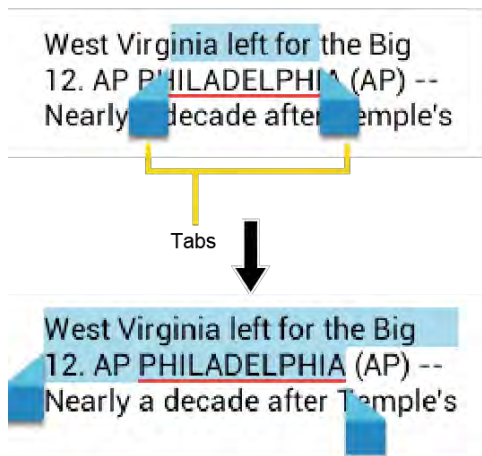 West Virginia left for the Big
12. AP PHILADELPHIA (AP) --
Nearly decade after Temple's
Tabs
West Virginia left for the Big
12. AP PHILADELPHIA (AP) --
Nearly a decade after Temple's